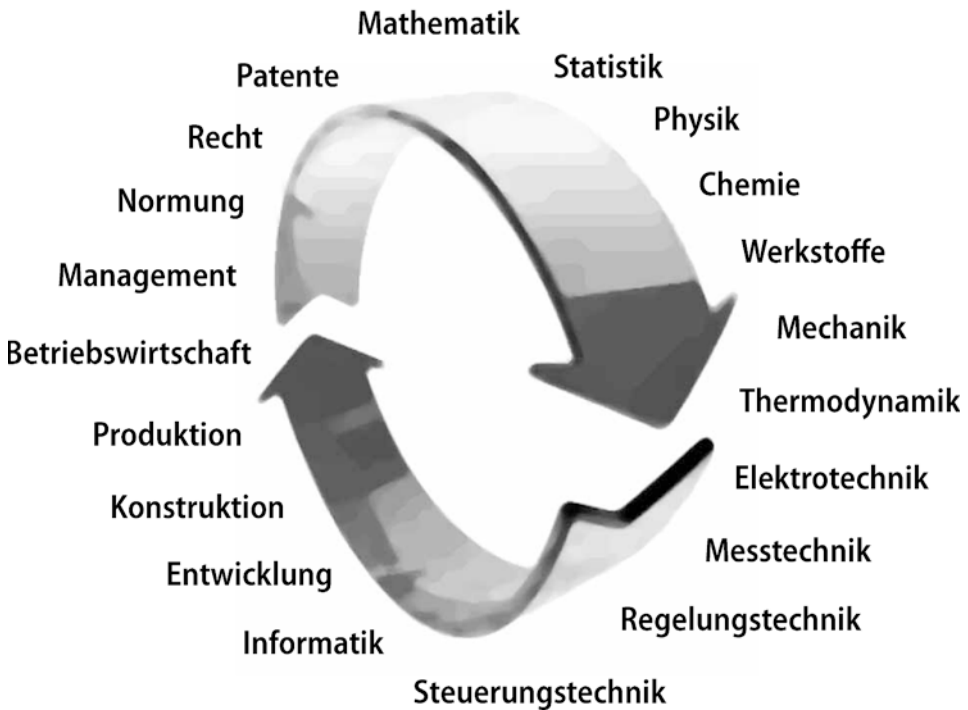 Mathematik
Statistik
Physik
Chemie
Werkstoffe
Mechanik
Thermodynamik
Elektrotechnik
Messtechnik
Regelungstechnik
Steuerungstechnik
Informatik
Entwicklung
Konstruktion
Produktion
Betriebswirtschaft
Management
Normung
Recht
Patente